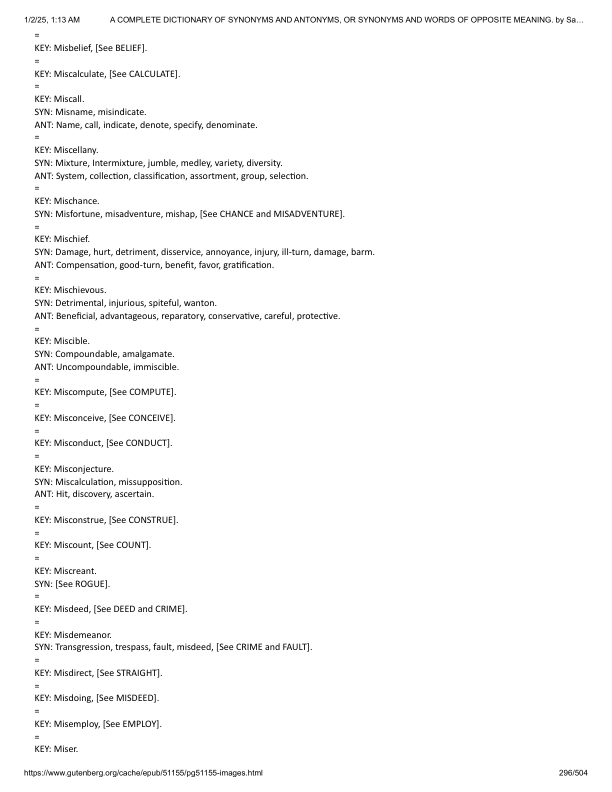 1/2/25, 1:13 AM A COMPLETE DICTIONARY OF SYNONYMS AND ANTONYMS, OR SYNONYMS AND WORDS OF OPPOSITE MEANING. by Sa…
=
KEY: Misbelief, [See BELIEF].
=
KEY: Miscalculate, [See CALCULATE].
=
KEY: Miscall.
SYN: Misname, misindicate.
ANT: Name, call, indicate, denote, specify, denominate.
=
KEY: Miscellany.
SYN: Mixture, Intermixture, jumble, medley, variety, diversity.
ANT: System, collection, classification, assortment, group, selection.
=
KEY: Mischance.
SYN: Misfortune, misadventure, mishap, [See CHANCE and MISADVENTURE].
=
KEY: Mischief.
SYN: Damage, hurt, detriment, disservice, annoyance, injury, ill-turn, damage, barm.
ANT: Compensation, good-turn, benefit, favor, gratification.
=
KEY: Mischievous.
SYN: Detrimental, injurious, spiteful, wanton.
ANT: Beneficial, advantageous, reparatory, conservative, careful, protective.
=
KEY: Miscible.
SYN: Compoundable, amalgamate.
ANT: Uncompoundable, immiscible.
=
KEY: Miscompute, [See COMPUTE].
=
KEY: Misconceive, [See CONCEIVE].
=
KEY: Misconduct, [See CONDUCT].
=
KEY: Misconjecture.
SYN: Miscalculation, missupposition.
ANT: Hit, discovery, ascertain.
=
KEY: Misconstrue, [See CONSTRUE].
=
KEY: Miscount, [See COUNT].
=
KEY: Miscreant.
SYN: [See ROGUE].
=
KEY: Misdeed, [See DEED and CRIME].
=
KEY: Misdemeanor.
SYN: Transgression, trespass, fault, misdeed, [See CRIME and FAULT].
=
KEY: Misdirect, [See STRAIGHT].
=
KEY: Misdoing, [See MISDEED].
=
KEY: Misemploy, [See EMPLOY].
=
KEY: Miser.
https://www.gutenberg.org/cache/epub/51155/pg51155-images.html 296/504